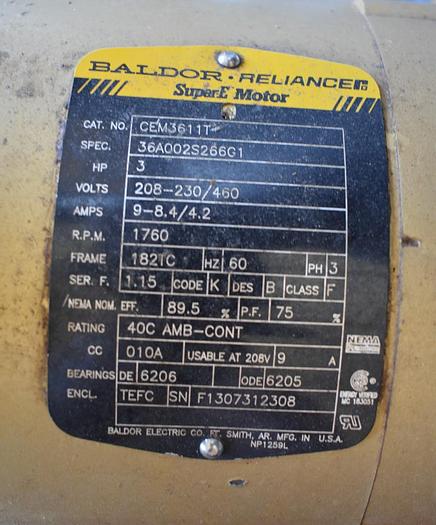 BALDOR · RELIANCE
Super-E Motor
CAT. NO. CEM3611T
SPEC. 36A002S266G1
HP 3
VOLTS 208-230/460
AMPS 9-8.4/4.2
R.P.M. 1760
FRAME 182TC HZ 60 PH 3
SER. F. 1.15 CODE K DES B CLASS F
NEMA NOM. EFF. 89.5 % P.F. 75 %
RATING 40C AMB-CONT
NEMA
CC 010A USABLE AT 208V 9 A
BEARINGS DE 6206 ODE 6205
ENERGY VERIFIED
ENCL. TEFC SN F1307312308
BALDOR ELECTRIC CO. FT. SMITH, AR. MFG. IN U.S.A.
NP1259L